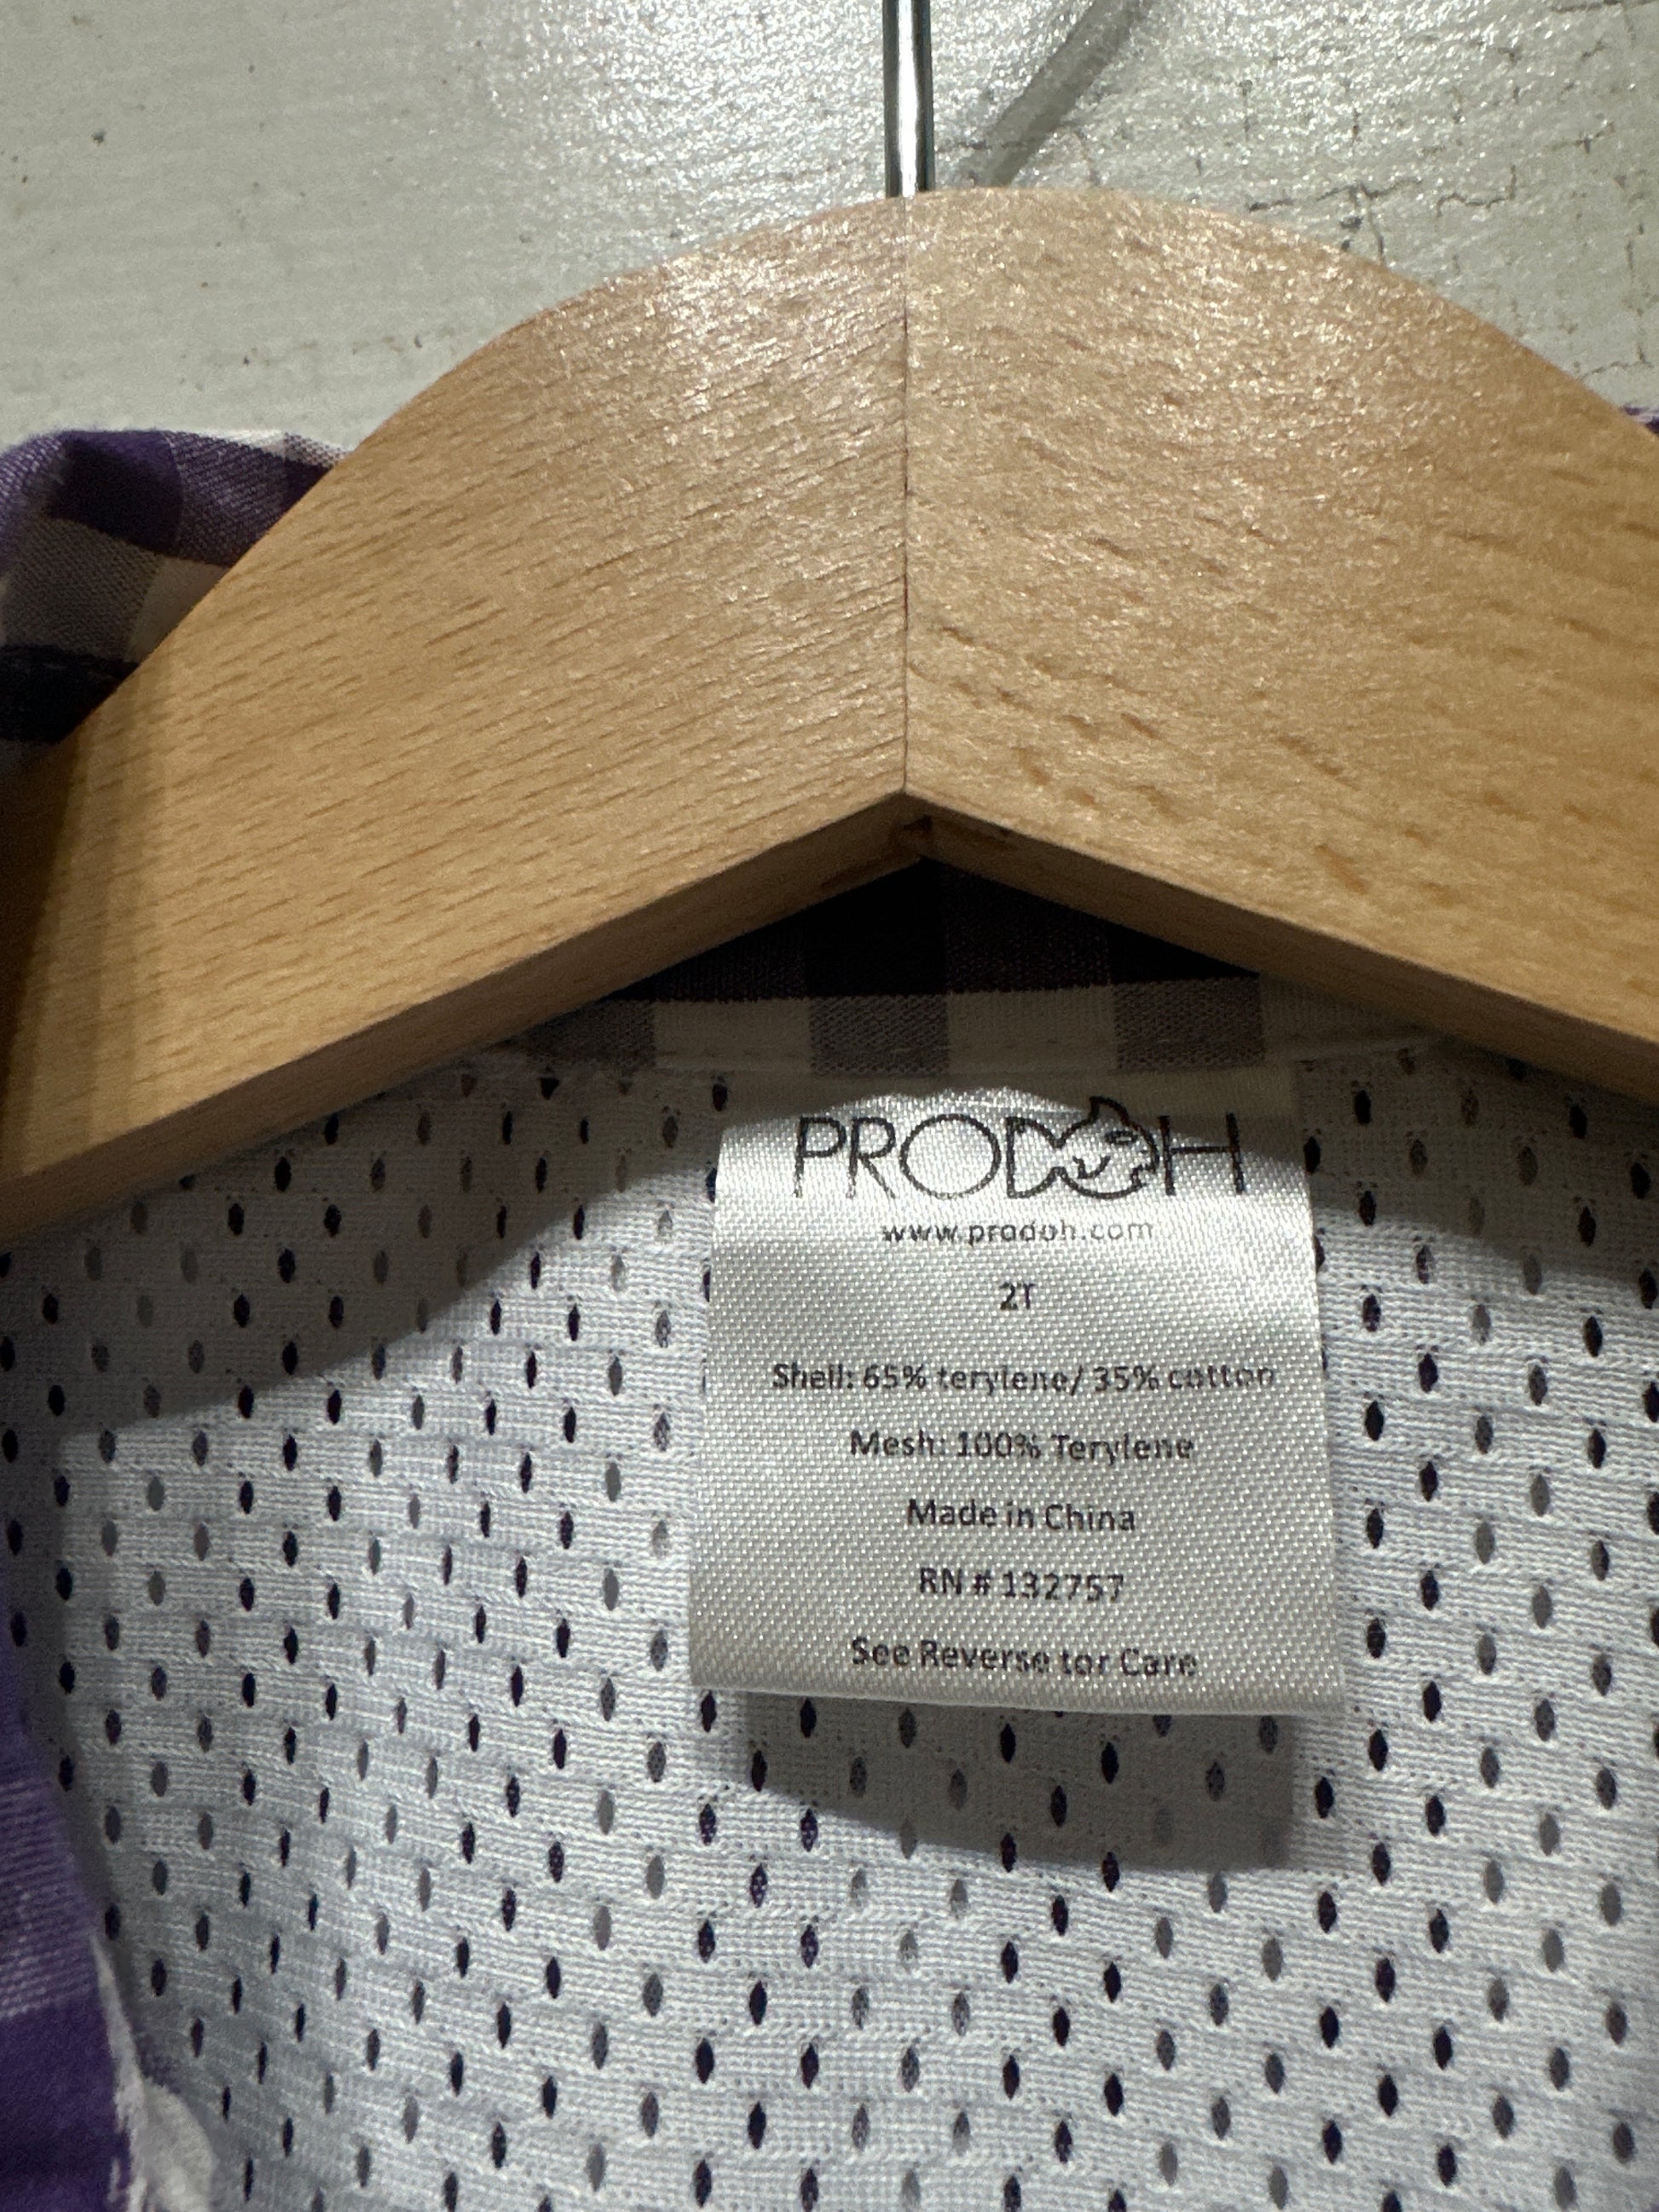 PRODOH
www.prodoh.com
2T
Shell: 65% terylene/ 35% cotton
Mesh: 100% Terylene
Made in China
RN # 132757
See Reverse for Care